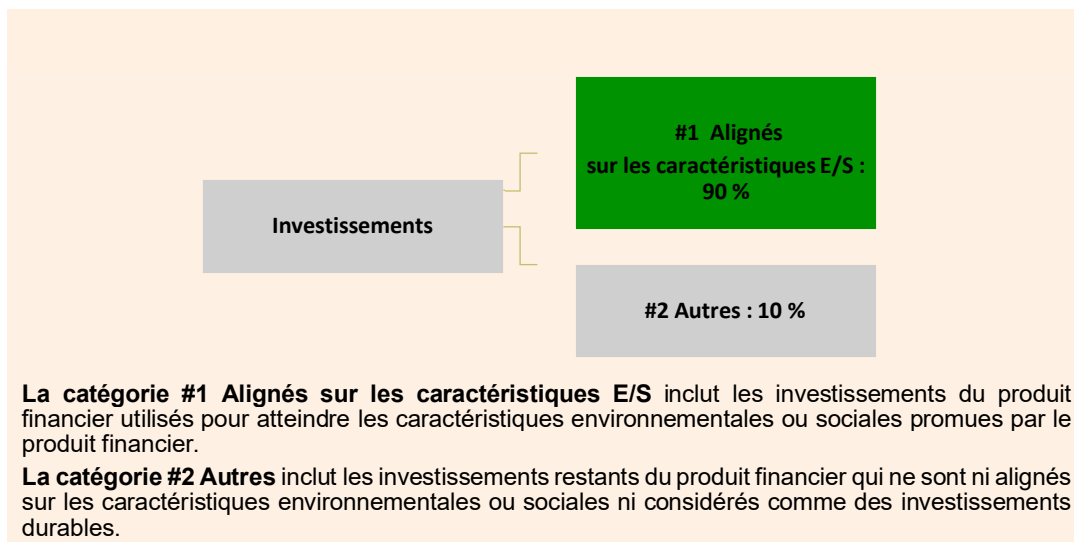 #1 Alignés
sur les caractéristiques E/S :
90 %
Investissements
#2 Autres : 10 %
La catégorie #1 Alignés sur les caractéristiques E/S inclut les investissements du produit
financier utilisés pour atteindre les caractéristiques environnementales ou sociales promues par le
produit financier.
La catégorie #2 Autres inclut les investissements restants du produit financier qui ne sont ni alignés
sur les caractéristiques environnementales ou sociales ni considérés comme des investissements
durables.